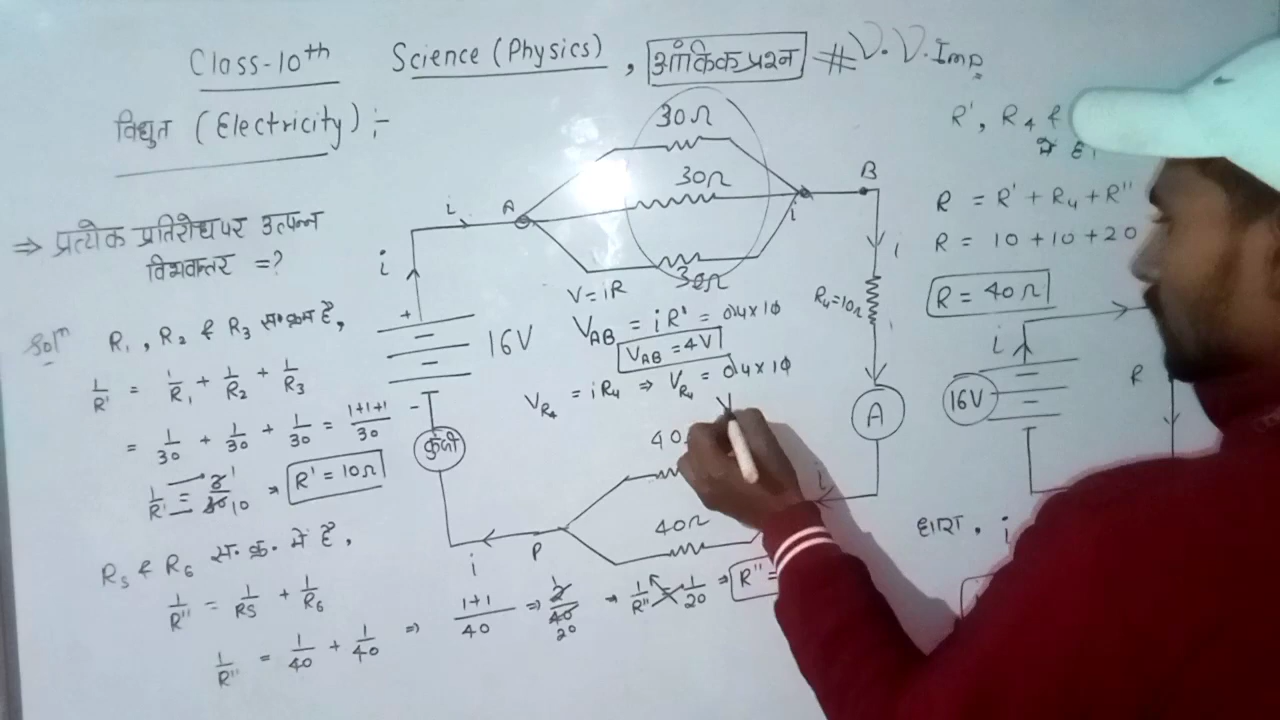 Class-10th Science (Physics), आंकिक प्रश्न # V.V. Imp.
विद्युत (Electricity) :-
⇒ प्रत्येक प्रतिरोध पर उत्पन्न
विभवान्तर =?
Solⁿ R₁, R₂ & R₃ स० क्रम है,
1/R' = 1/R₁ + 1/R₂ + 1/R₃
= 1/30 + 1/30 + 1/30 = 1+1+1/30
1/R' = 3/30 10 ⇒ R' = 10Ω
R₅ & R₆ स. क्र. में है,
1/R'' = 1/R5 + 1/R₆
1/R'' = 1/40 + 1/40 ⇒ 1+1/40 ⇒ 2/40 1/20 ⇒ 1/R'' = 1/20 ⇒ R'' =
30Ω
30Ω
30Ω
A
B
i
i
i
i
+
-
16V
कुंजी
V = iR
V_AB = iR' = 0.4 x 10
V_AB = 4V
V_R₄ = iR₄ ⇒ V_R₄ = 0.4 x 10
V
R₄=10Ω
A
i
40Ω
40Ω
P
i
R', R₄ &
में है।
R = R' + R₄ + R''
R = 10 + 10 + 20
R = 40Ω
i
16V
R
धारा, i